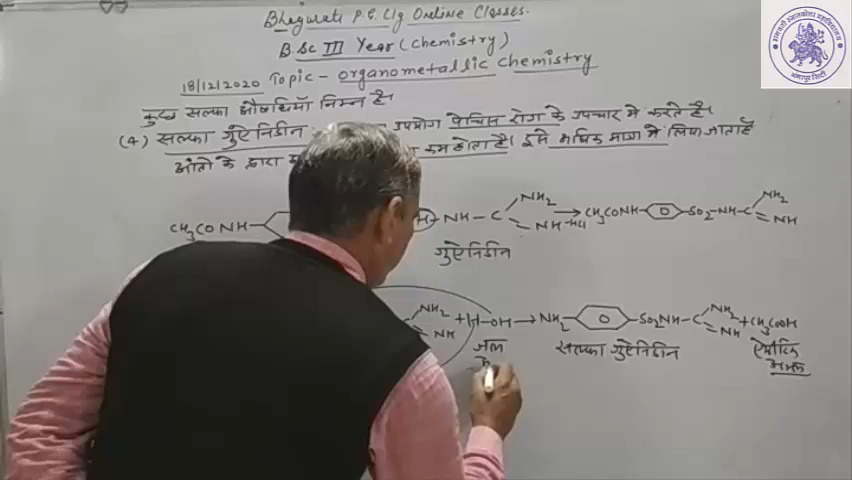 Bhagwati P.G. Clg Online Classes.
B.Sc III Year (Chemistry)
18/12/2020 Topic - organometallic Chemistry
कुछ सल्फा औषधियाँ निम्न है।
(4) सल्फा गुऐनिडीन उपयोग पेचिस रोग के उपचार मे करते है।
आंतो के द्वारा कम होता है। इसे अधिक मात्रा मे लिया जाता है
CH3CONH- H -NH-C NH2 =NH -HCl → CH3CONH- -SO2-NH-C NH2 =NH
गुऐनिडीन
NH2 =NH + H-OH → NH2- -SO2NH-C NH2 =NH + CH3COOH
जल सल्फा गुऐनिडीन ऐसीटिक
के अम्ल